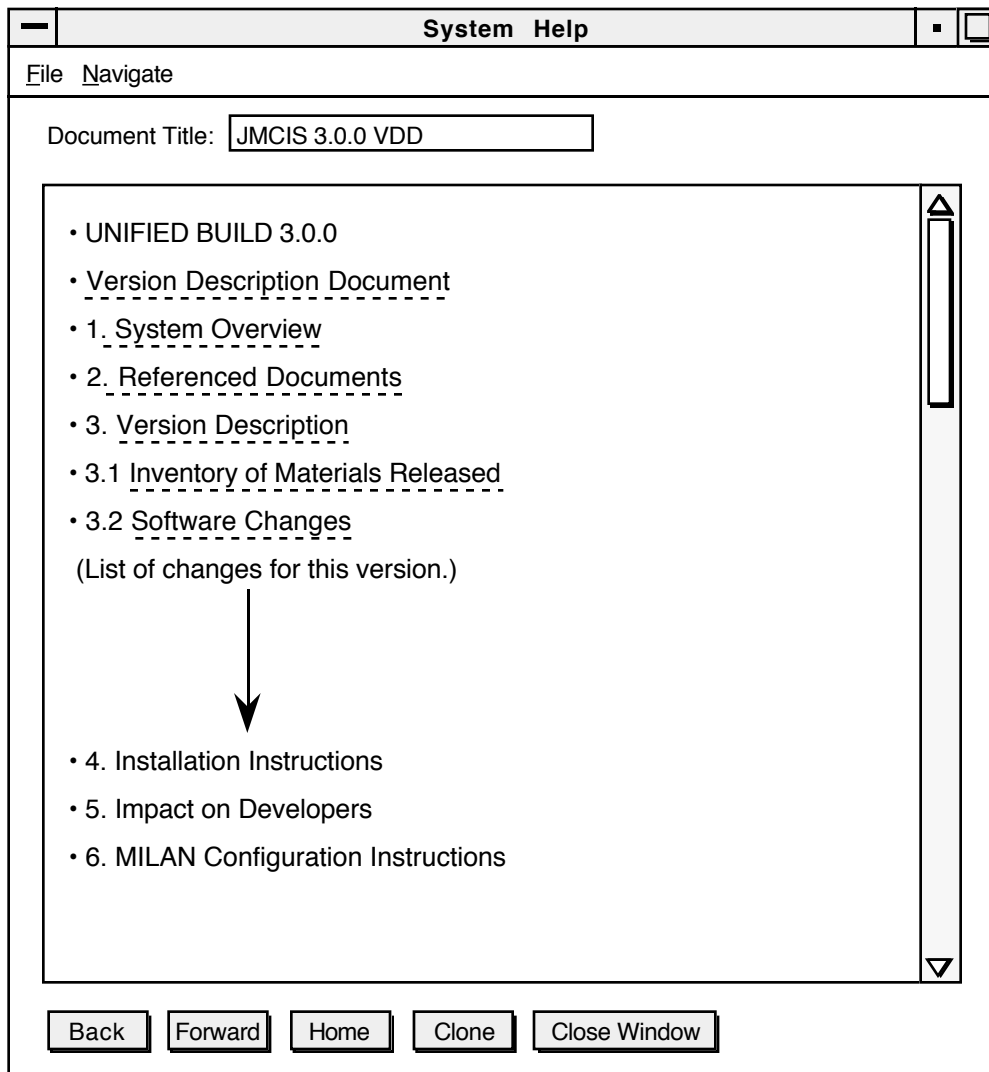 System Help
File Navigate
Document Title: JMCIS 3.0.0 VDD
• UNIFIED BUILD 3.0.0
• Version Description Document
• 1. System Overview
• 2. Referenced Documents
• 3. Version Description
• 3.1 Inventory of Materials Released
• 3.2 Software Changes
(List of changes for this version.)
• 4. Installation Instructions
• 5. Impact on Developers
• 6. MILAN Configuration Instructions
Back Forward Home Clone Close Window